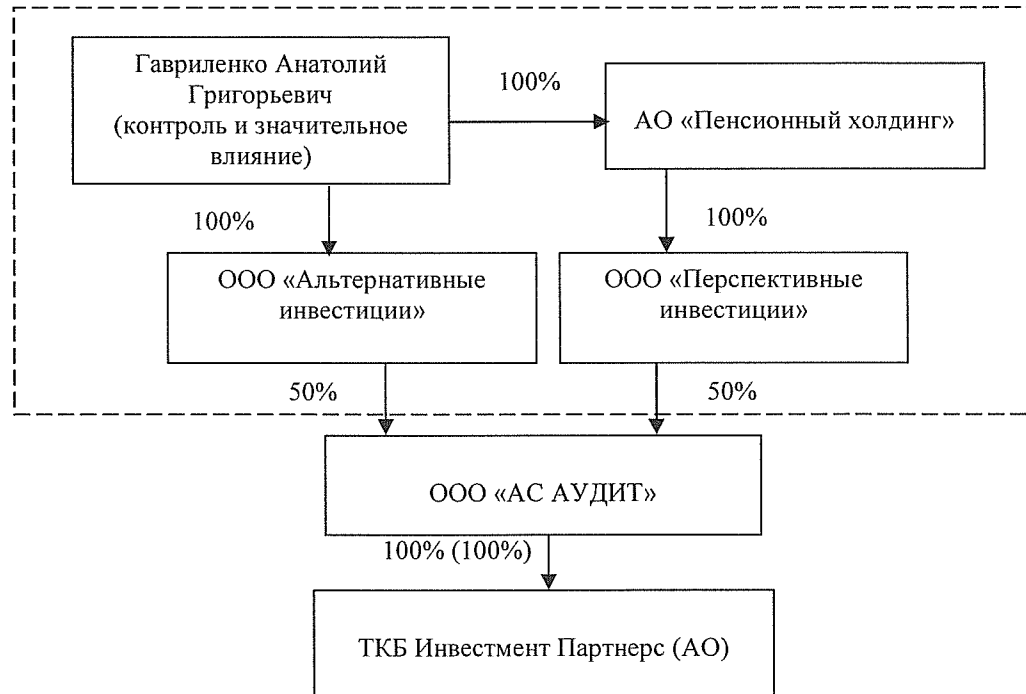 Гавриленко Анатолий
Григорьевич
(контроль и значительное
влияние)
100%
АО «Пенсионный холдинг»
100%
100%
ООО «Альтернативные
инвестиции»
ООО «Перспективные
инвестиции»
50%
50%
ООО «АС АУДИТ»
100% (100%)
ТКБ Инвестмент Партнерс (АО)